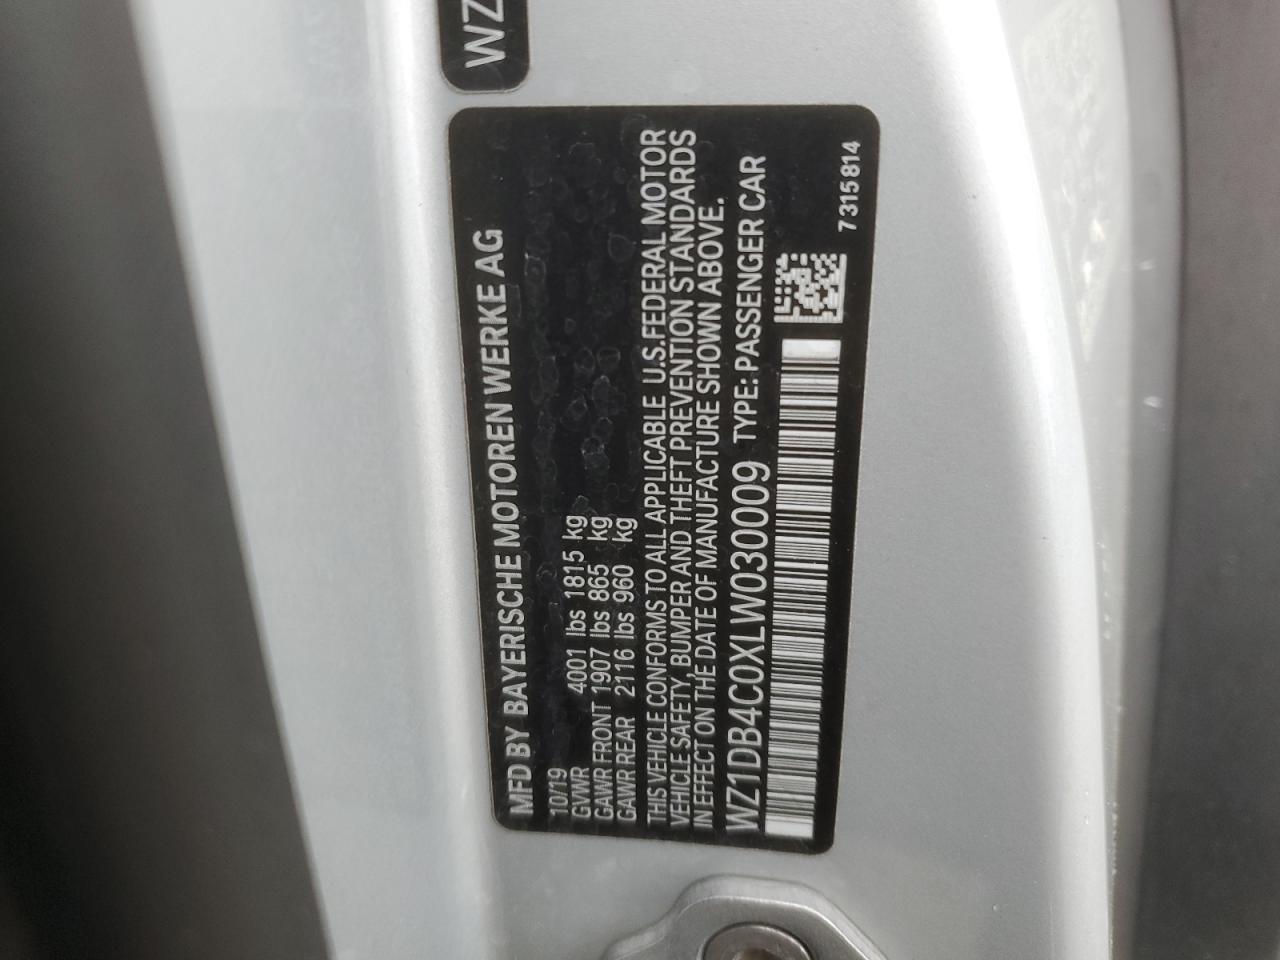 WZ
MFD BY BAYERISCHE MOTOREN WERKE AG
10/19
GVWR 4001 lbs 1815 kg
GAWR FRONT 1907 lbs 865 kg
GAWR REAR 2116 lbs 960 kg
THIS VEHICLE CONFORMS TO ALL APPLICABLE U.S.FEDERAL MOTOR
VEHICLE SAFETY, BUMPER AND THEFT PREVENTION STANDARDS
IN EFFECT ON THE DATE OF MANUFACTURE SHOWN ABOVE.
WZ1DB4C0XLW030009 TYPE: PASSENGER CAR
7 315 814